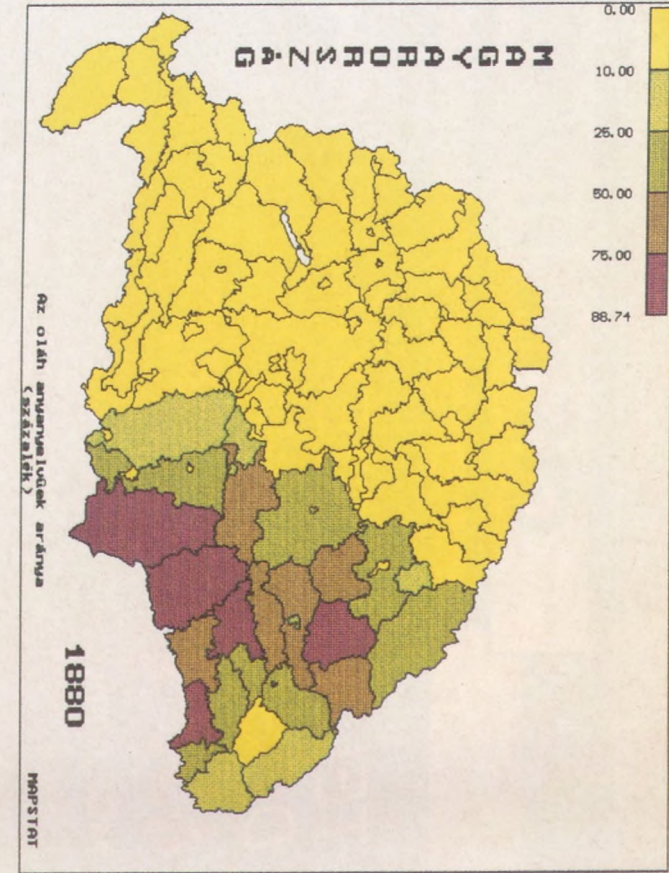 MAGYARORSZÁG
0.00
10.00
25.00
50.00
75.00
88.74
Az oláh anyanyelvűek aránya
(százalék)
1880
MAPSTAT